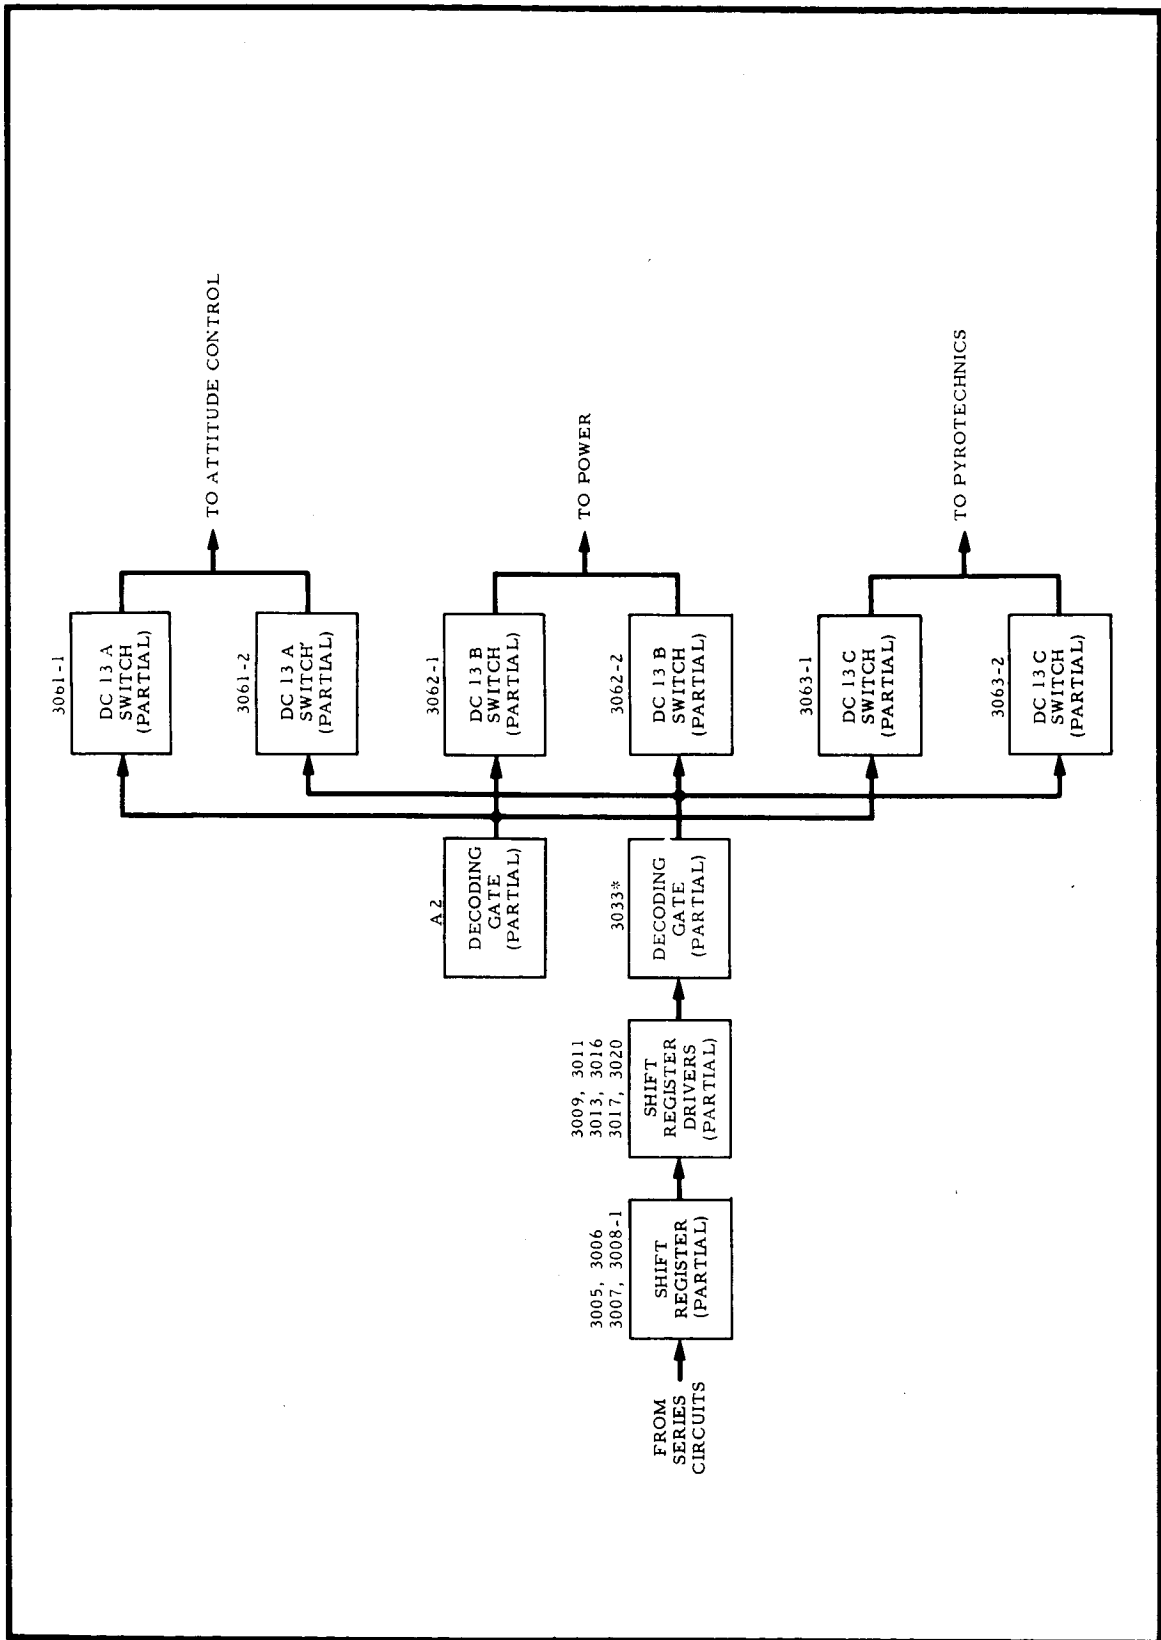 FROM
SERIES
CIRCUITS
3005, 3006
3007, 3008-1
SHIFT
REGISTER
(PARTIAL)
3009, 3011
3013, 3016
3017, 3020
SHIFT
REGISTER
DRIVERS
(PARTIAL)
A2
DECODING
GATE
(PARTIAL)
3033*
DECODING
GATE
(PARTIAL)
3061-1
DC 13 A
SWITCH
(PARTIAL)
3061-2
DC 13 A
SWITCH
(PARTIAL)
TO ATTITUDE CONTROL
3062-1
DC 13 B
SWITCH
(PARTIAL)
3062-2
DC 13 B
SWITCH
(PARTIAL)
TO POWER
3063-1
DC 13 C
SWITCH
(PARTIAL)
3063-2
DC 13 C
SWITCH
(PARTIAL)
TO PYROTECHNICS